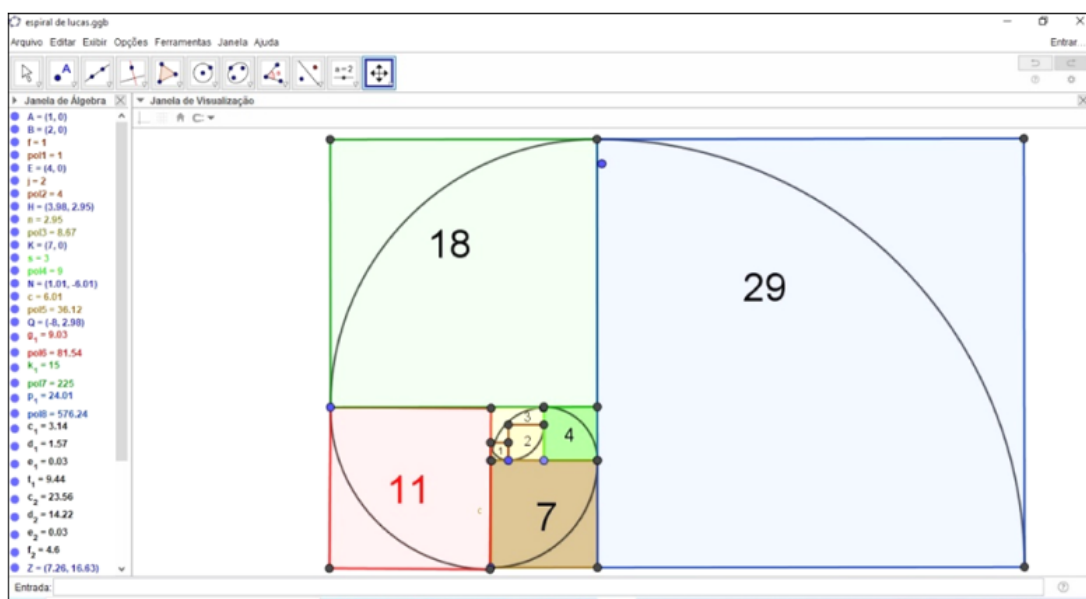 espiral de lucas.ggb
Arquivo Editar Exibir Opções Ferramentas Janela Ajuda
Entrar...
A
a=2
Janela de Álgebra
Janela de Visualização
A = (1, 0)
B = (2, 0)
f = 1
pol1 = 1
E = (4, 0)
j = 2
pol2 = 4
H = (3.98, 2.95)
n = 2.95
pol3 = 8.67
K = (7, 0)
s = 3
pol4 = 9
N = (1.01, -6.01)
c = 6.01
pol5 = 36.12
Q = (-8, 2.98)
g₁ = 9.03
pol6 = 81.54
k₁ = 15
pol7 = 225
p₁ = 24.01
pol8 = 576.24
c₁ = 3.14
d₁ = 1.57
e₁ = 0.03
f₁ = 9.44
c₂ = 23.56
d₂ = 14.22
e₂ = 0.03
f₂ = 4.6
Z = (7.26, 16.63)
18
29
3
4
1
2
11
c
7
Entrada: